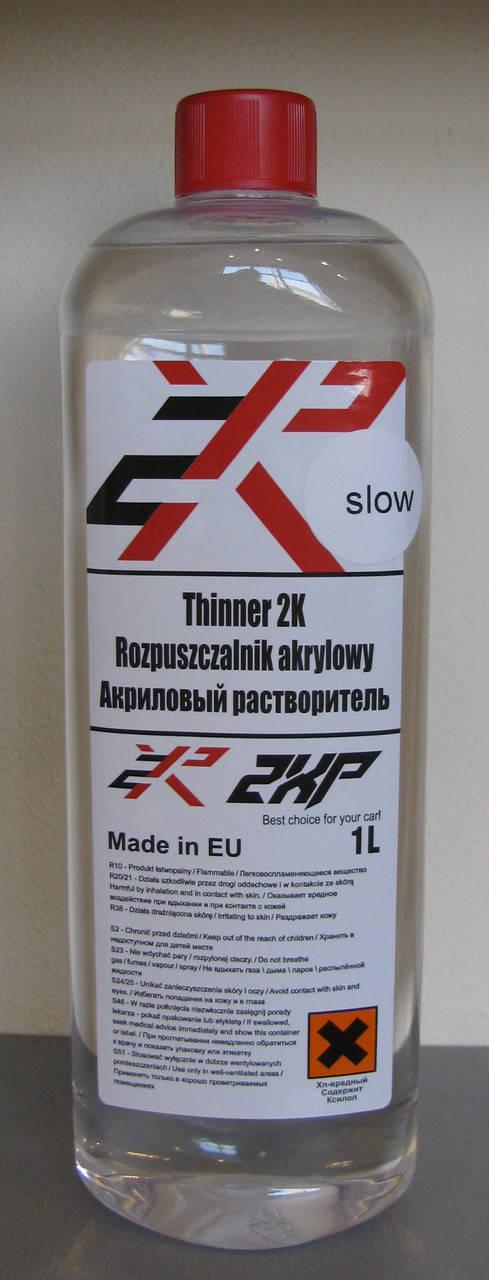 slow
Thinner 2K
Rozpuszczalnik akrylowy
Акриловый растворитель
2XP
Best choice for your car!
Made in EU
1L
R10 - Produkt łatwopalny / Flammable / Легковоспламеняющееся вещество
R20/21 - Działa szkodliwie przez drogi oddechowe i w kontakcie ze skórą
Harmful by inhalation and in contact with skin. / Оказывает вредное
воздействие при вдыхании и при контакте с кожей
R38 - Działa drażniącą skórę / Irritating to skin / Раздражает кожу
S2 - Chronić przed dziećmi / Keep out of the reach of children / Хранить в
недоступном для детей месте
S23 - Nie wdychać pary / rozpylonej cieczy. / Do not breathe
gas / fumes / vapour / spray / Не вдыхать газа \ дыма \ паров \ распылённой
жидкости
S24/25 - Unikać zanieczyszczenia skóry i oczy / Avoid contact with skin and
eyes. / Избегать попадания на кожу и в глаза
S46 - W razie połknięcia niezwłocznie zasięgnij porady
lekarza - pokaż opakowanie lub etykietę / If swallowed,
seek medical advice immediately and show this container
or label. / При проглатывании немедленно обратиться
к врачу и показать упаковку или этикетку
S51 - Stosować wyłącznie w dobrze wentylowanych
pomieszczeniach / Use only in well-ventilated areas /
Применять только в хорошо проветриваемых
помещениях
Xn-вредный
Содержит
Ксилол